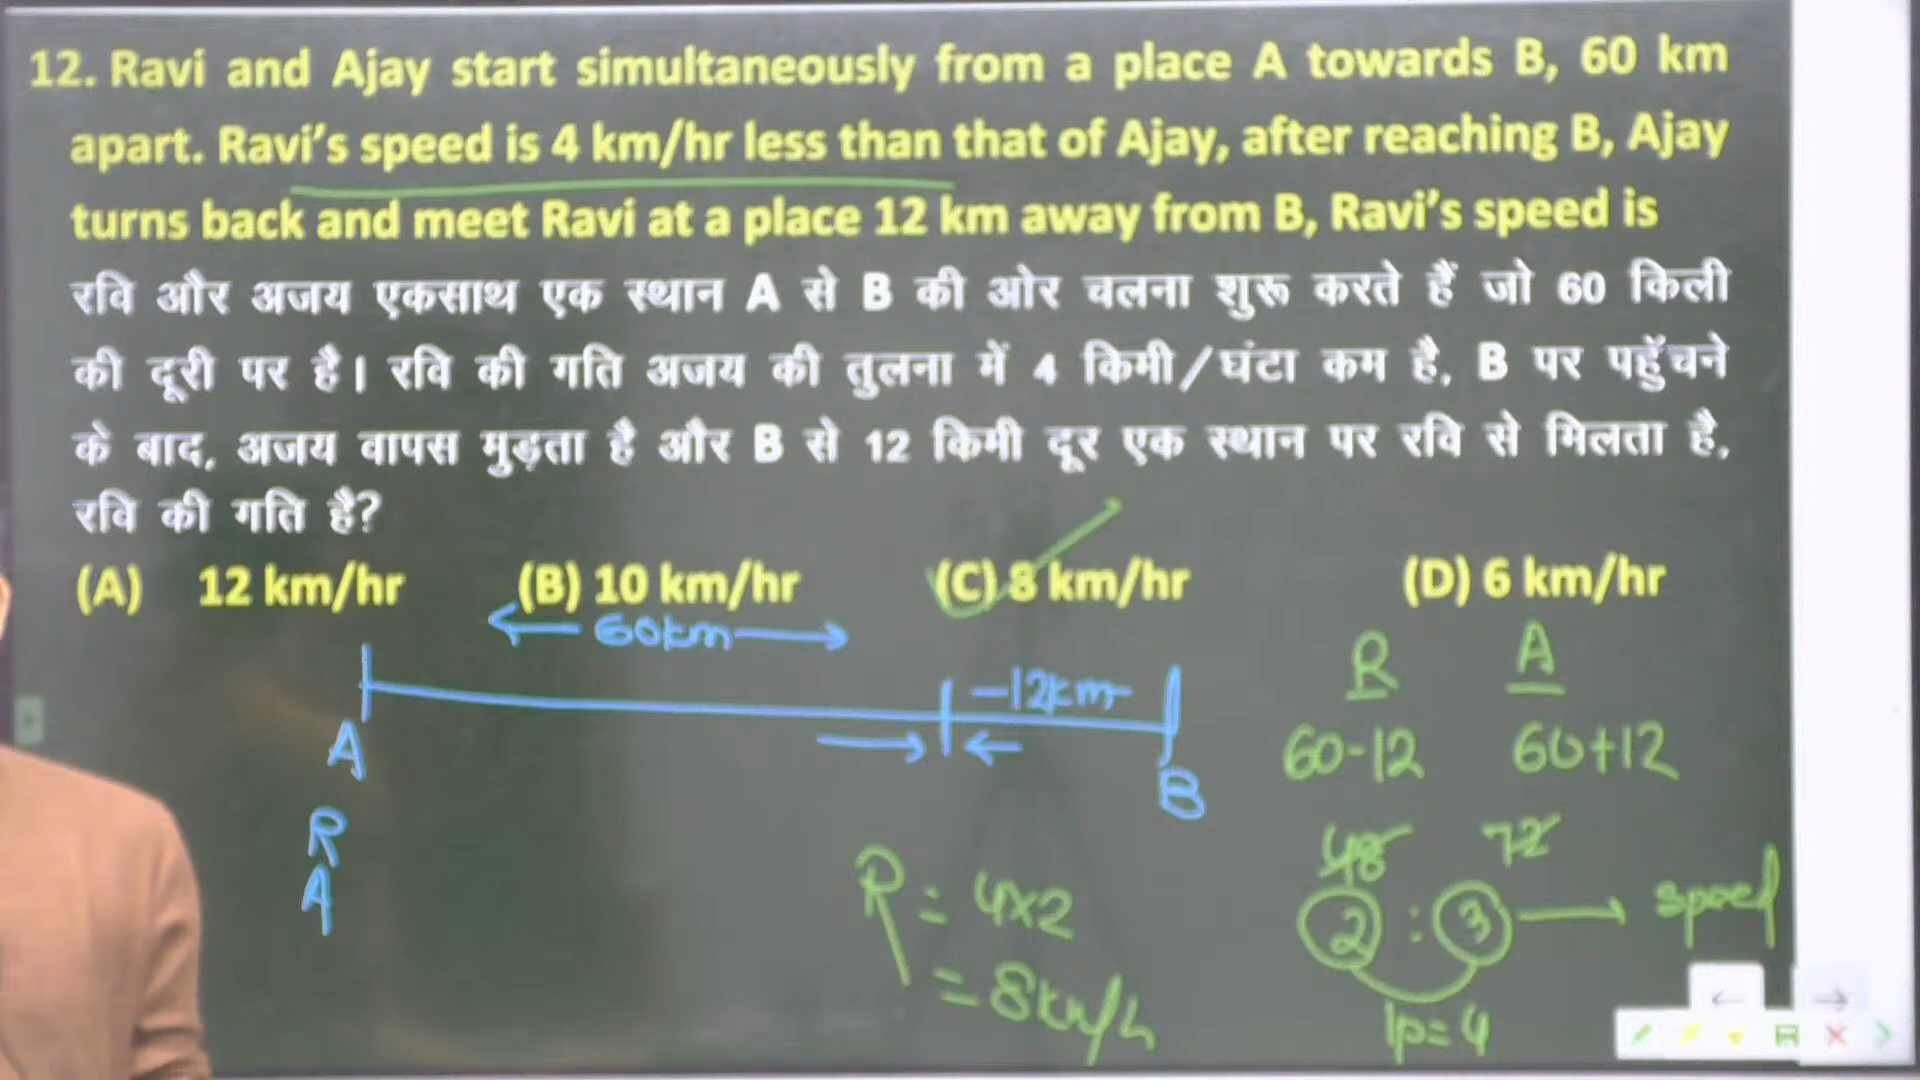 12. Ravi and Ajay start simultaneously from a place A towards B, 60 km
apart. Ravi's speed is 4 km/hr less than that of Ajay, after reaching B, Ajay
turns back and meet Ravi at a place 12 km away from B, Ravi's speed is
रवि और अजय एकसाथ एक स्थान A से B की ओर चलना शुरू करते हैं जो 60 किली
की दूरी पर है। रवि की गति अजय की तुलना में 4 किमी/घंटा कम है, B पर पहुँचने
के बाद, अजय वापस मुड़ता है और B से 12 किमी दूर एक स्थान पर रवि से मिलता है,
रवि की गति है?
(A) 12 km/hr (B) 10 km/hr (C) 8 km/hr (D) 6 km/hr
60km
12km
A
B
R
A
R A
60-12 60+12
48 72
2 : 3 → speed
1p=4
R = 4x2
= 8km/h